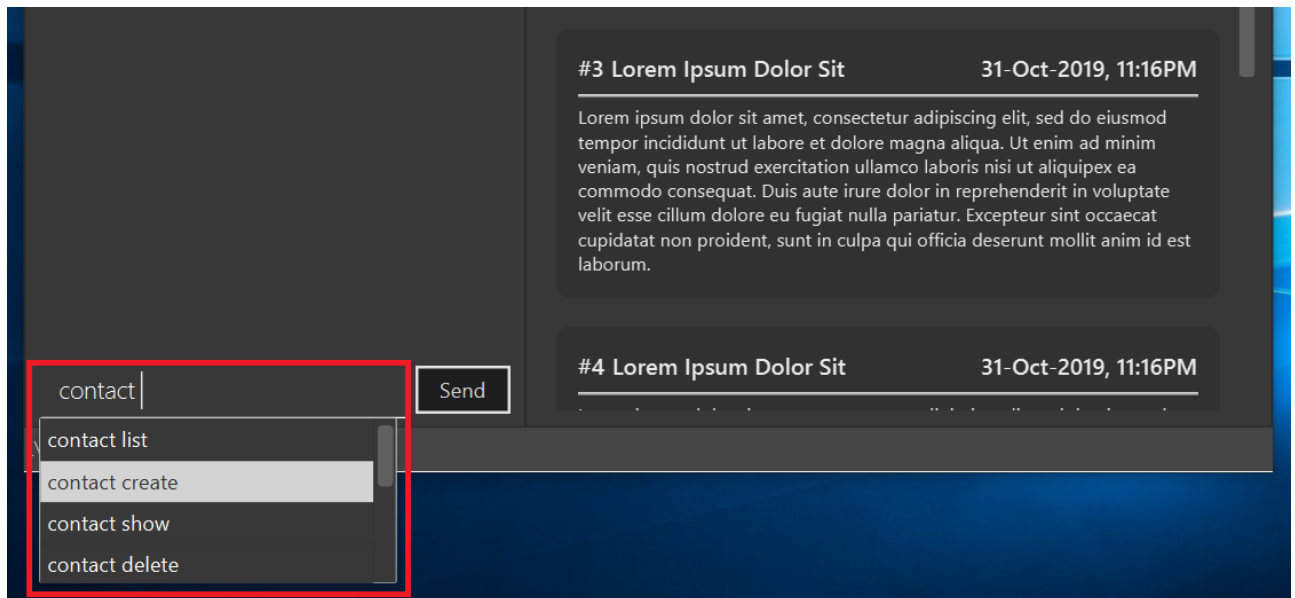 #3 Lorem Ipsum Dolor Sit 31-Oct-2019, 11:16PM
Lorem ipsum dolor sit amet, consectetur adipiscing elit, sed do eiusmod
tempor incididunt ut labore et dolore magna aliqua. Ut enim ad minim
veniam, quis nostrud exercitation ullamco laboris nisi ut aliquipex ea
commodo consequat. Duis aute irure dolor in reprehenderit in voluptate
velit esse cillum dolore eu fugiat nulla pariatur. Excepteur sint occaecat
cupidatat non proident, sunt in culpa qui officia deserunt mollit anim id est
laborum.
#4 Lorem Ipsum Dolor Sit 31-Oct-2019, 11:16PM
contact
Send
contact list
contact create
contact show
contact delete